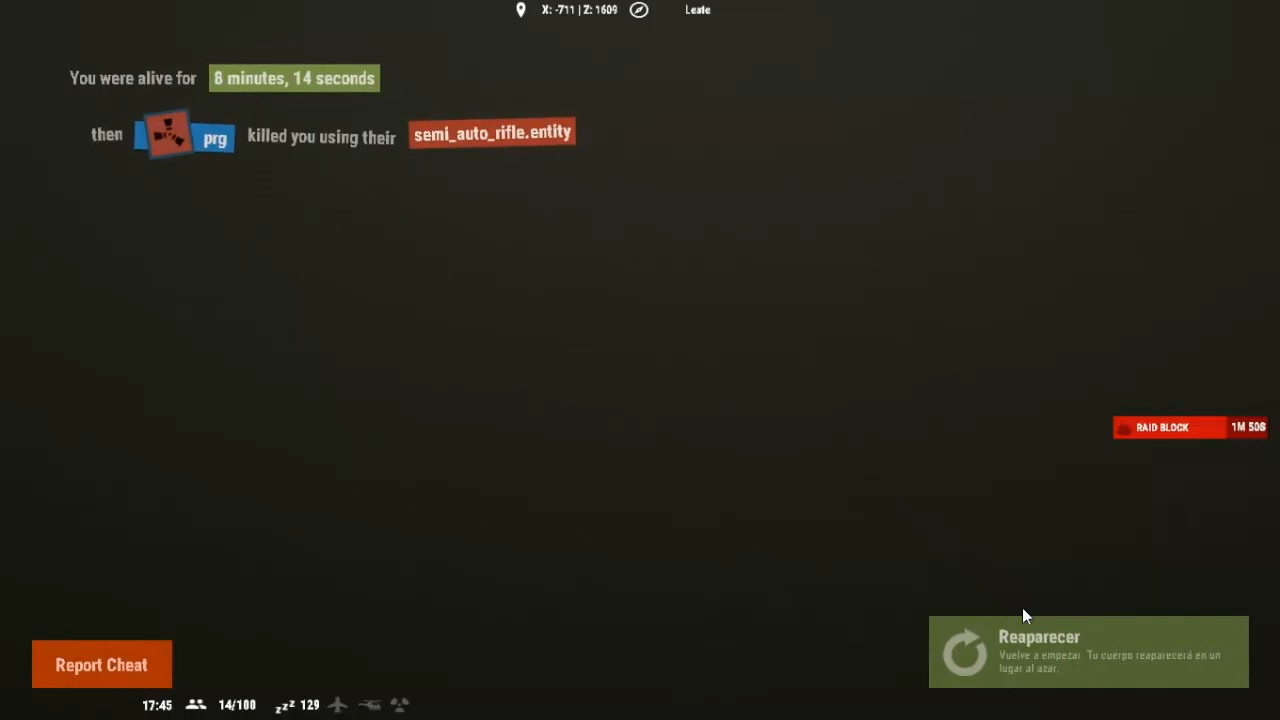 X: -711 | Z: 1609 Leste
You were alive for 8 minutes, 14 seconds
then prg killed you using their semi_auto_rifle.entity
RAID BLOCK 1M 50S
Reaparecer
Vuelve a empezar. Tu cuerpo reaparecerá en un
lugar al azar.
Report Cheat
17:45 14/100 zzz 129